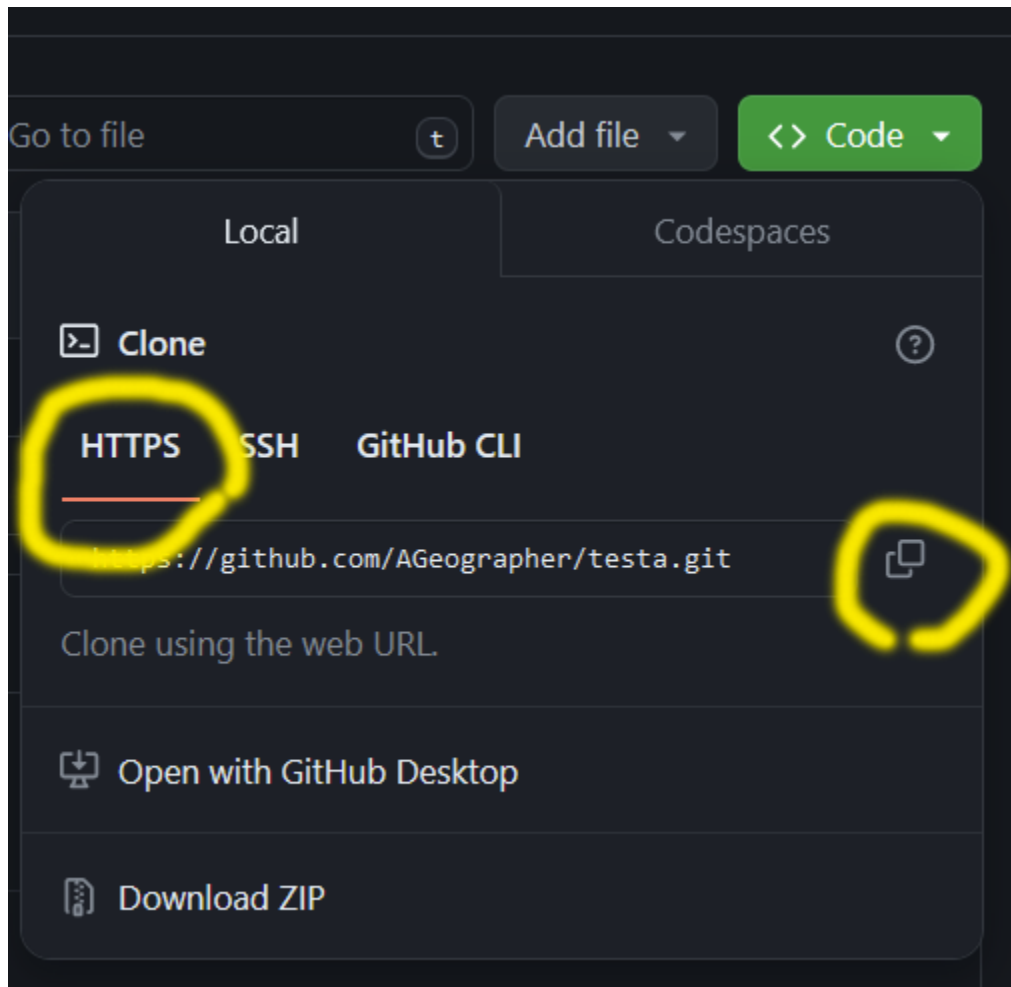 Go to file t Add file Code
Local Codespaces
Clone
HTTPS SSH GitHub CLI
https://github.com/AGeographer/testa.git
Clone using the web URL.
Open with GitHub Desktop
Download ZIP